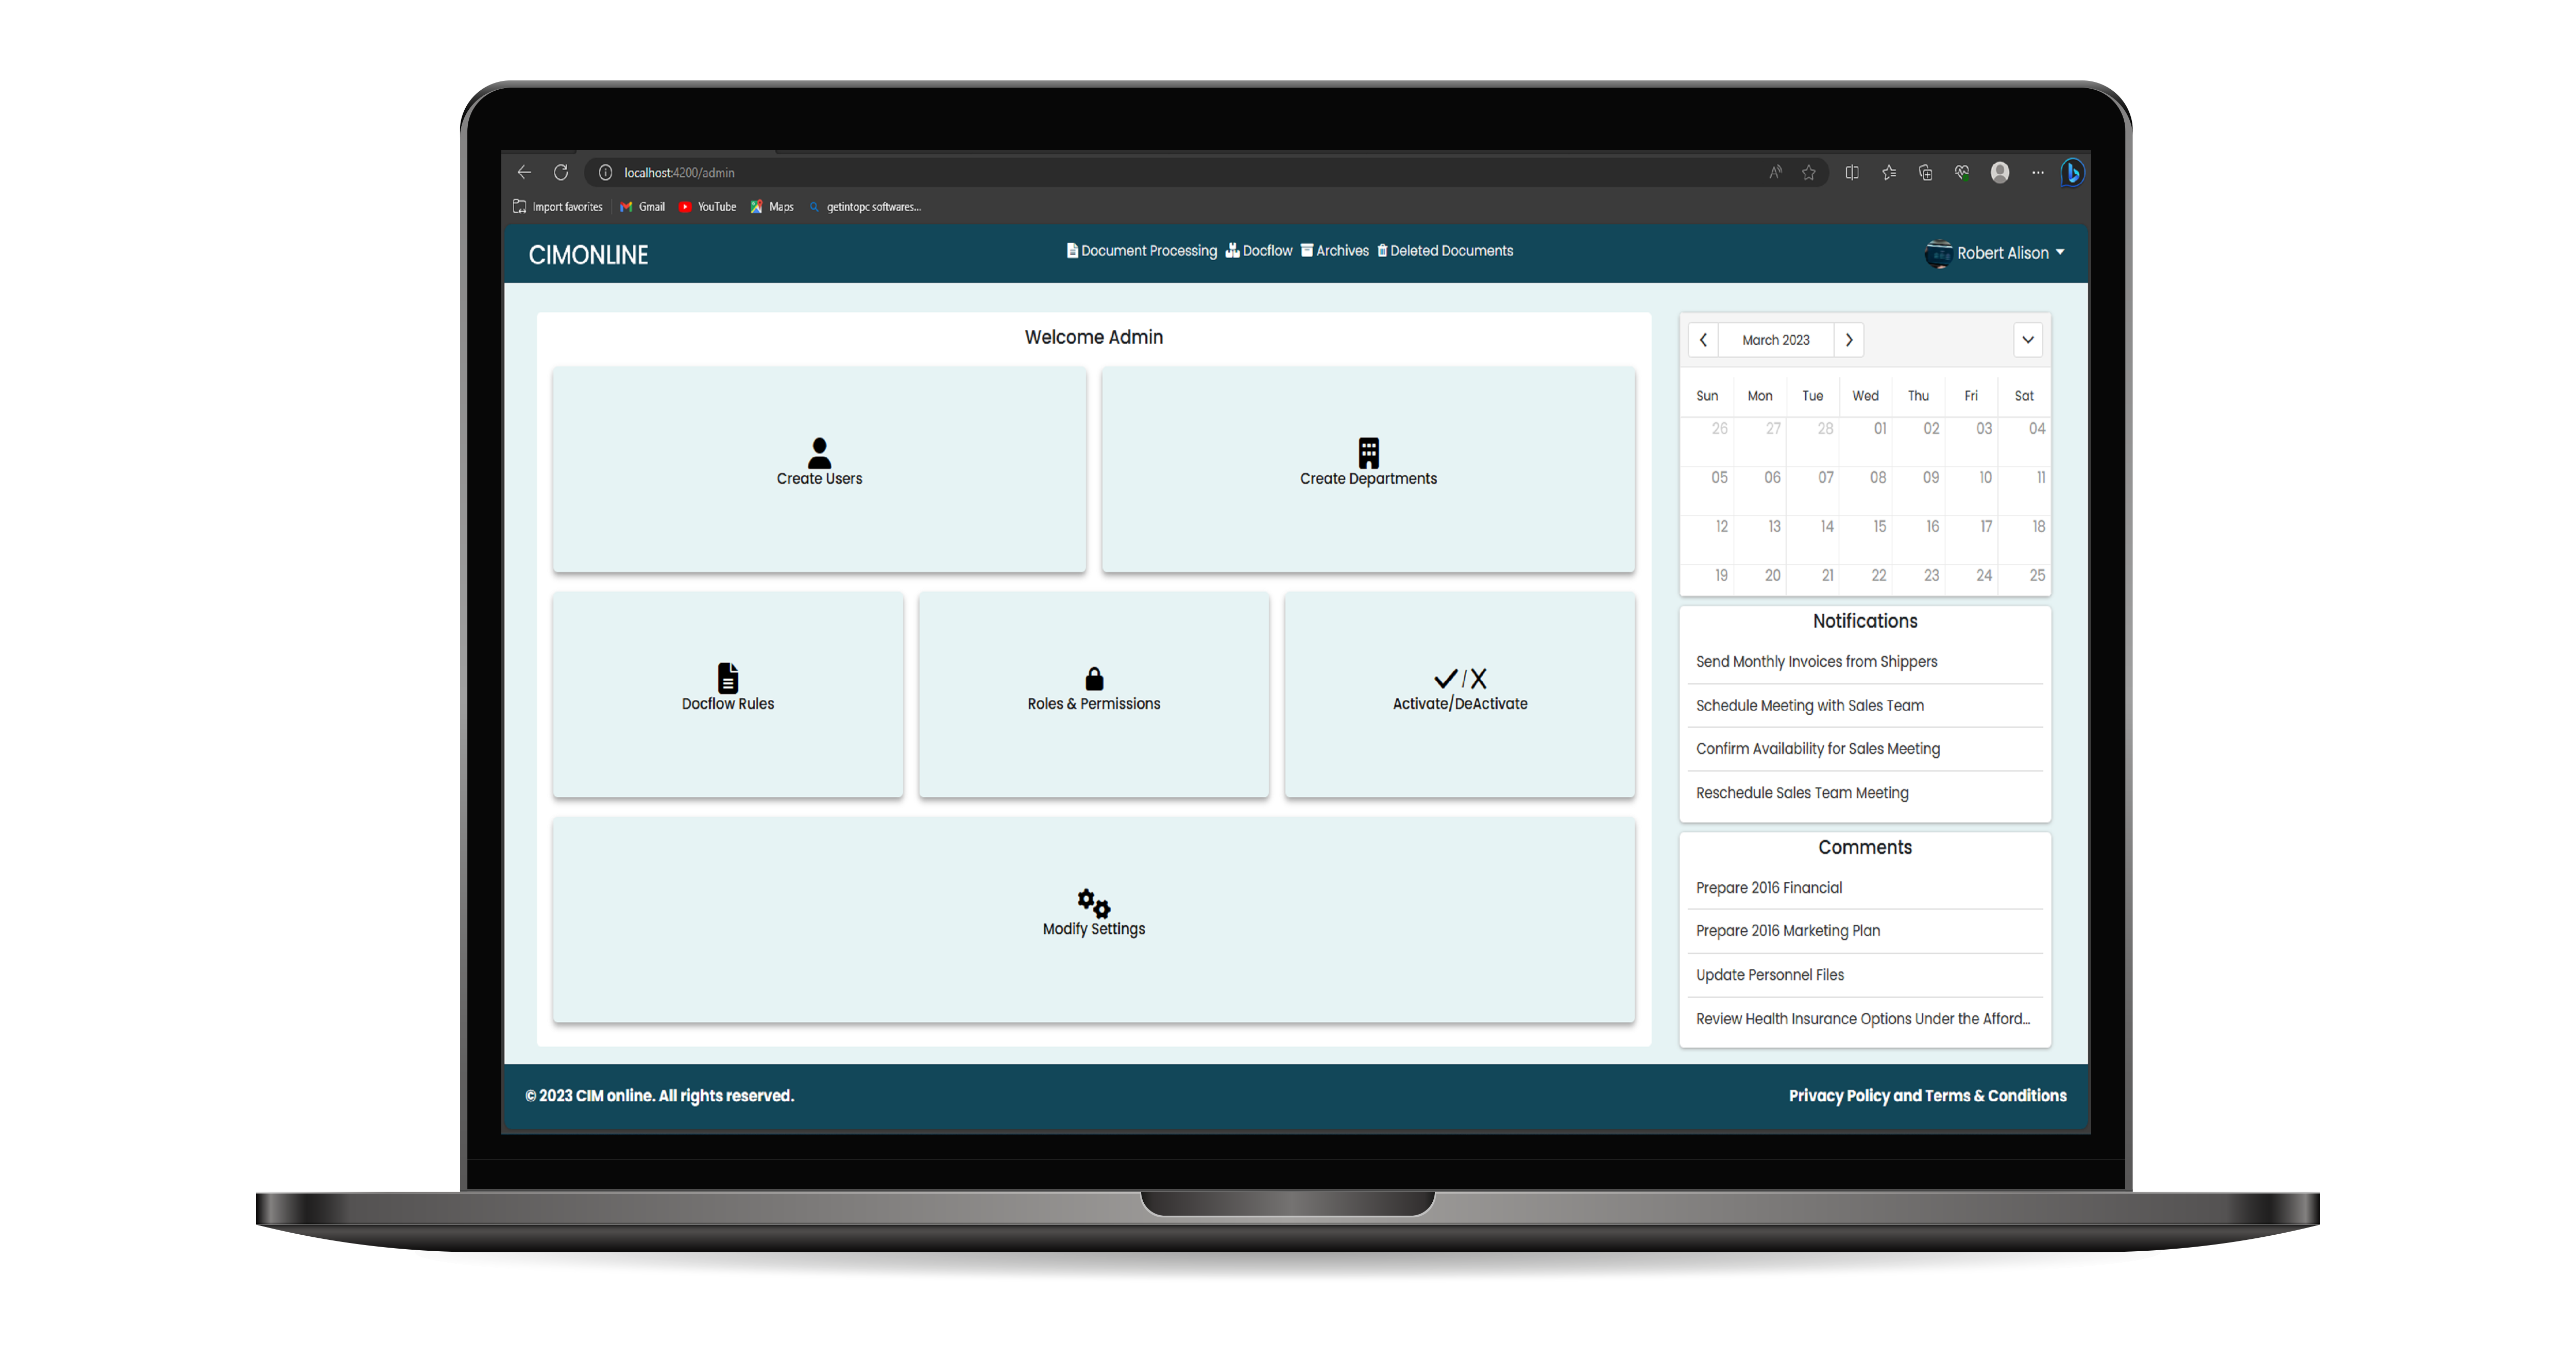 localhost:4200/admin
Import favorites Gmail YouTube Maps getintopc softwares...
CIMONLINE Document Processing Docflow Archives Deleted Documents Robert Alison
Welcome Admin
Create Users Create Departments
Docflow Rules Roles & Permissions Activate/DeActivate
Modify Settings
March 2023
Sun Mon Tue Wed Thu Fri Sat
26 27 28 01 02 03 04
05 06 07 08 09 10 11
12 13 14 15 16 17 18
19 20 21 22 23 24 25
Notifications
Send Monthly Invoices from Shippers
Schedule Meeting with Sales Team
Confirm Availability for Sales Meeting
Reschedule Sales Team Meeting
Comments
Prepare 2016 Financial
Prepare 2016 Marketing Plan
Update Personnel Files
Review Health Insurance Options Under the Afford...
© 2023 CIM online. All rights reserved. Privacy Policy and Terms & Conditions